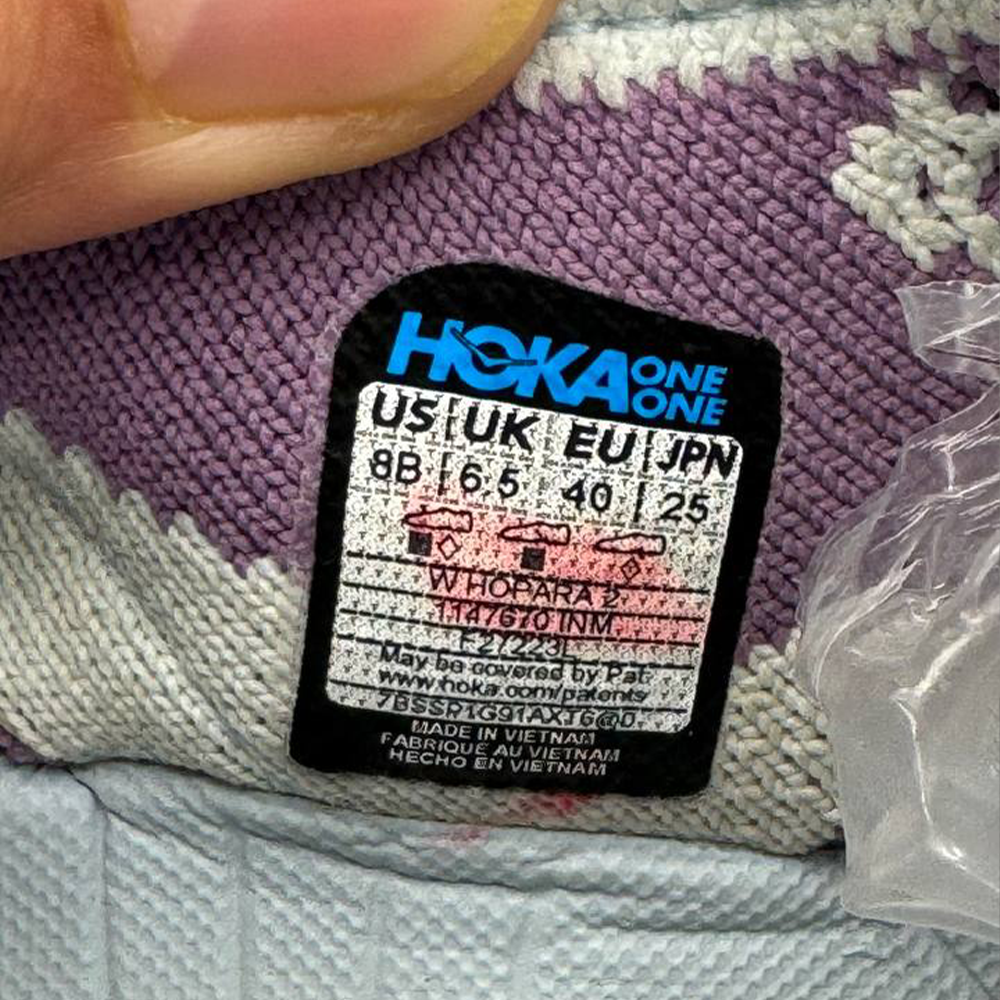 HOKA ONE ONE
US | UK | EU | JPN
8B | 6.5 | 40 | 25
W HOPARA 2
1147670 INM
F27223L
May be covered by Pat.
www.hoka.com/patents
MADE IN VIETNAM
FABRIQUE AU VIETNAM
HECHO EN VIETNAM